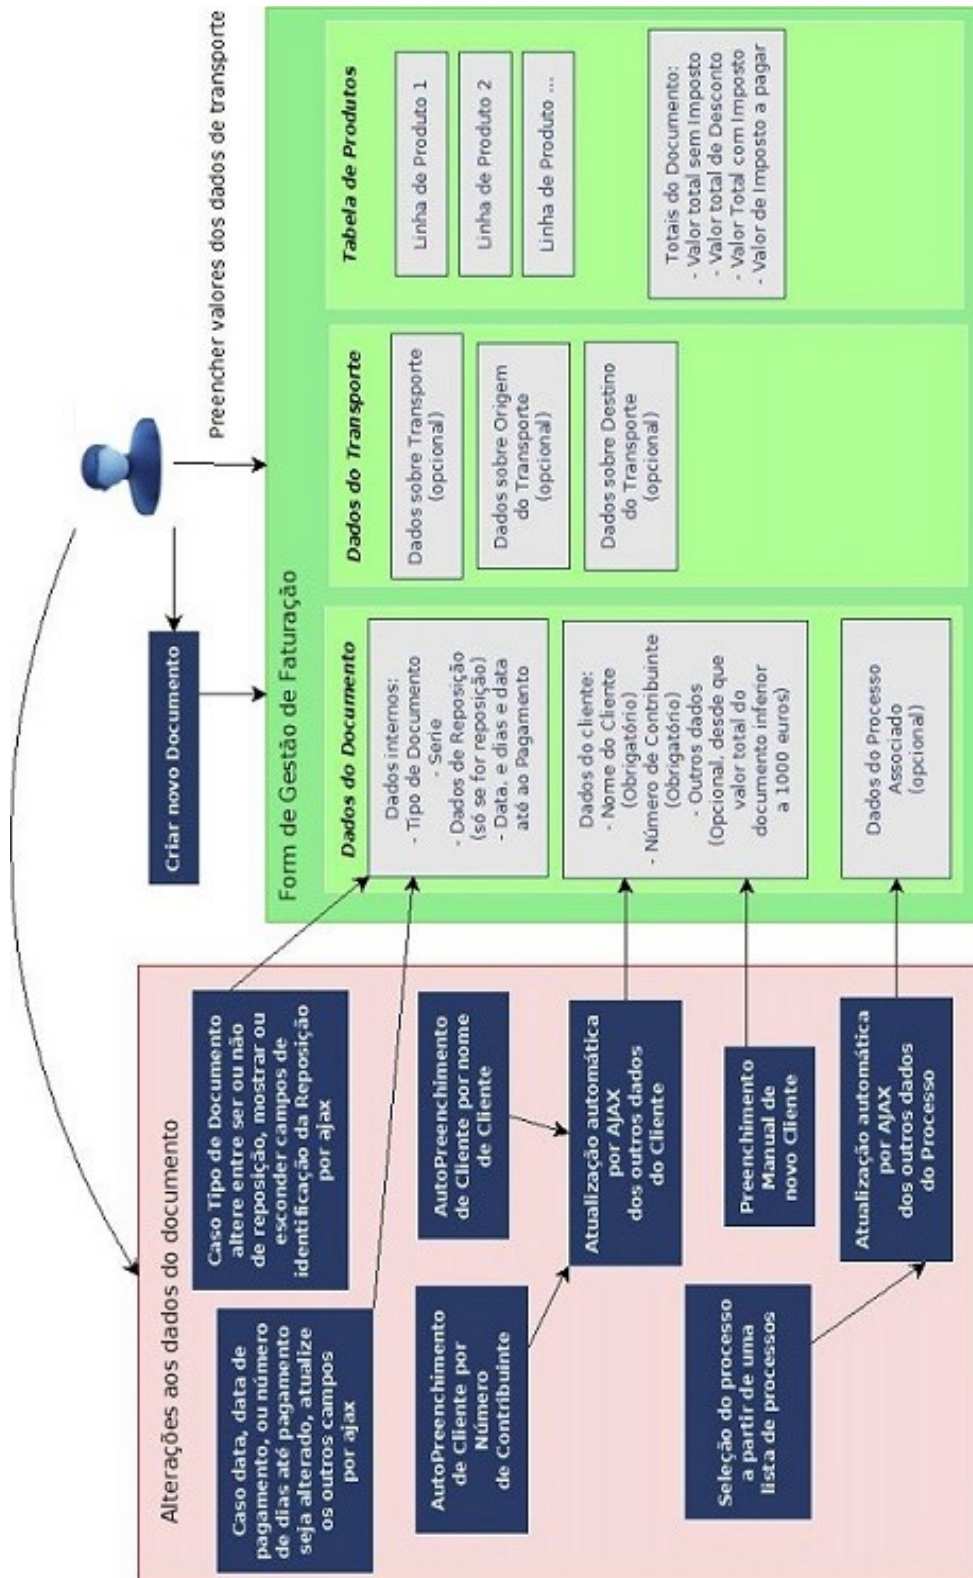 Preencher valores dos dados de transporte
Criar novo Documento
Alterações aos dados do documento
Caso data, data de
pagamento, ou número
de dias até pagamento
seja alterado, atualize
os outros campos
por ajax
Caso Tipo de Documento
altere entre ser ou não
de reposição, mostrar ou
esconder campos de
identificação da Reposição
por ajax
AutoPreenchimento
de Cliente por
Número
de Contribuinte
AutoPreenchimento
de Cliente por nome
de Cliente
Atualização automática
por AJAX
dos outros dados
do Cliente
Preenchimento
Manual de
novo Cliente
Seleção do processo
a partir de uma
lista de processos
Atualização automática
por AJAX
dos outros dados
do Processo
Form de Gestão de Faturação
Dados do Documento
Dados internos:
- Tipo de Documento
- Serie
- Dados de Reposição
(só se for reposição)
- Data, e dias e data
até ao Pagamento
Dados do cliente:
- Nome do Cliente
(Obrigatório)
- Número de Contribuinte
(Obrigatório)
- Outros dados
(Opcional, desde que
valor total do
documento inferior
a 1000 euros)
Dados do Processo
Associado
(opcional)
Dados do Transporte
Dados sobre Transporte
(opcional)
Dados sobre Origem
do Transporte
(opcional)
Dados sobre Destino
do Transporte
(opcional)
Tabela de Produtos
Linha de Produto 1
Linha de Produto 2
Linha de Produto ...
Totais do Documento:
- Valor total sem Imposto
- Valor total de Desconto
- Valor Total com Imposto
- Valor de Imposto a pagar